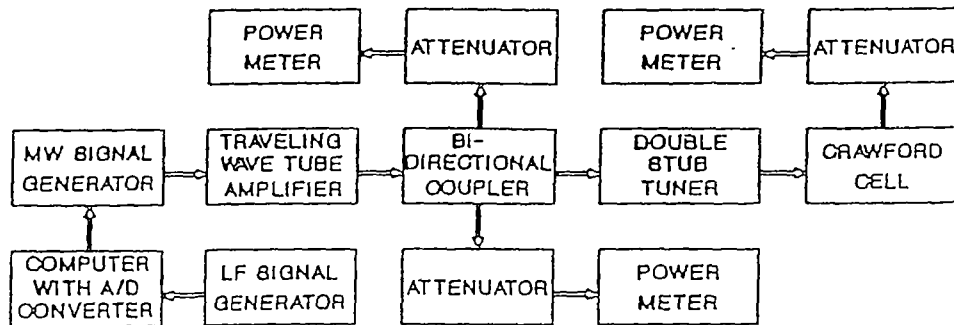 POWER
METER
ATTENUATOR
POWER
METER
ATTENUATOR
MW SIGNAL
GENERATOR
TRAVELING
WAVE TUBE
AMPLIFIER
BI-
DIRECTIONAL
COUPLER
DOUBLE
STUB
TUNER
CRAWFORD
CELL
COMPUTER
WITH A/D
CONVERTER
LF SIGNAL
GENERATOR
ATTENUATOR
POWER
METER